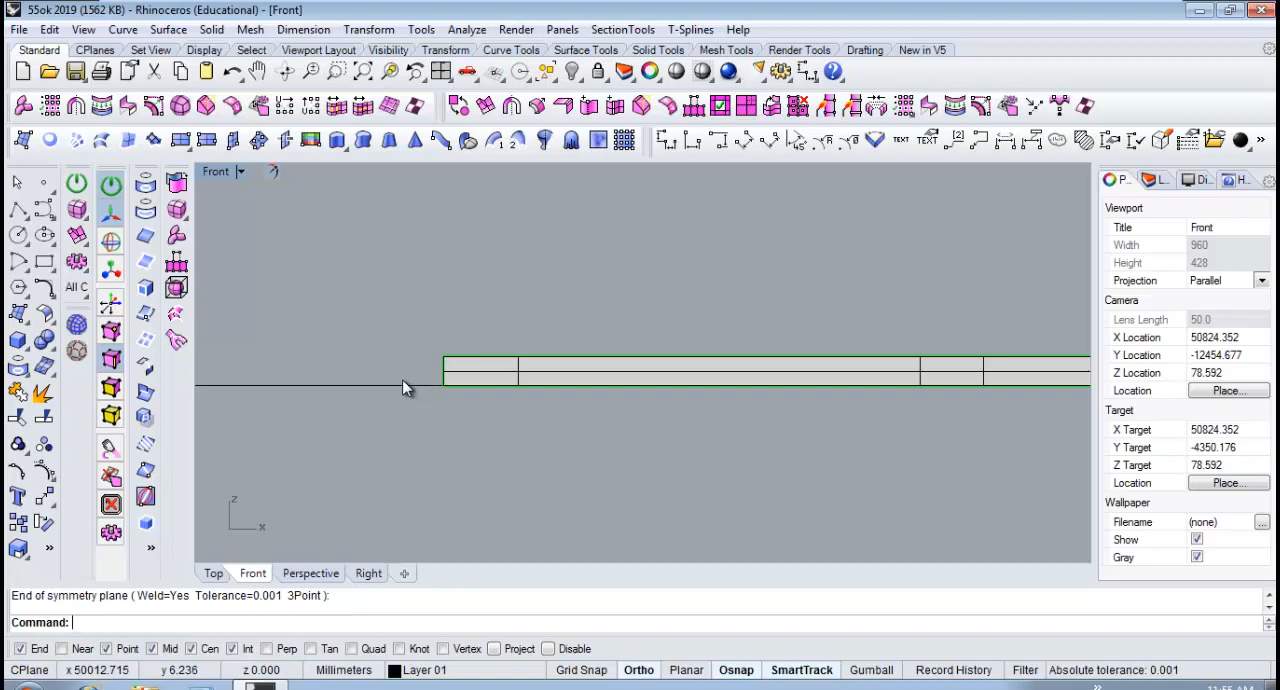 55ok 2019 (1562 KB) - Rhinoceros (Educational) - [Front]
File Edit View Curve Surface Solid Mesh Dimension Transform Tools Analyze Render Panels SectionTools T-Splines Help
Standard CPlanes Set View Display Select Viewport Layout Visibility Transform Curve Tools Surface Tools Solid Tools Mesh Tools Render Tools Drafting New in V5
TEXT TEXT
Front
All C
P... L... Di... H...
Viewport
Title Front
Width 960
Height 428
Projection Parallel
Camera
Lens Length 50.0
X Location 50824.352
Y Location -12454.677
Z Location 78.592
Location Place...
Target
X Target 50824.352
Y Target -4350.176
Z Target 78.592
Location Place...
Wallpaper
Filename (none) ...
Show
Gray
z
x
Top Front Perspective Right
End of symmetry plane ( Weld=Yes Tolerance=0.001 3Point ):
Command:
End Near Point Mid Cen Int Perp Tan Quad Knot Vertex Project Disable
CPlane x 50012.715 y 6.236 z 0.000 Millimeters Layer 01 Grid Snap Ortho Planar Osnap SmartTrack Gumball Record History Filter Absolute tolerance: 0.001
11:55 AM